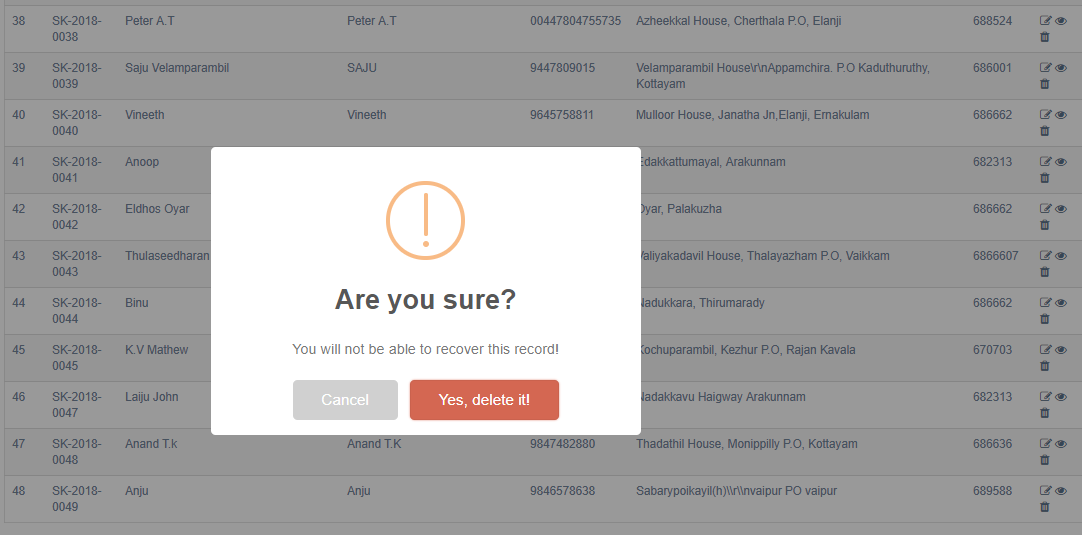 38 SK-2018- Peter A.T Peter A.T 00447804755735 Azheekkal House, Cherthala P.O, Elanji 688524
0038
39 SK-2018- Saju Velamparambil SAJU 9447809015 Velamparambil House\r\nAppamchira. P.O Kaduthuruthy, 686001
0039 Kottayam
40 SK-2018- Vineeth Vineeth 9645758811 Mulloor House, Janatha Jn,Elanji, Ernakulam 686662
0040
41 SK-2018- Anoop Edakkattumayal, Arakunnam 682313
0041
42 SK-2018- Eldhos Oyar Oyar, Palakuzha 686662
0042
43 SK-2018- Thulaseedharan Valiyakadavil House, Thalayazham P.O, Vaikkam 6866607
0043
44 SK-2018- Binu Nadukkara, Thirumarady 686662
0044
45 SK-2018- K.V Mathew Kochuparambil, Kezhur P.O, Rajan Kavala 670703
0045
46 SK-2018- Laiju John Nadakkavu Haigway Arakunnam 682313
0047
47 SK-2018- Anand T.k Anand T.K 9847482880 Thadathil House, Monippilly P.O, Kottayam 686636
0048
48 SK-2018- Anju Anju 9846578638 Sabarypoikayil(h)\\r\\nvaipur PO vaipur 689588
0049
Are you sure?
You will not be able to recover this record!
Cancel Yes, delete it!